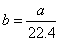 b = a/22.4